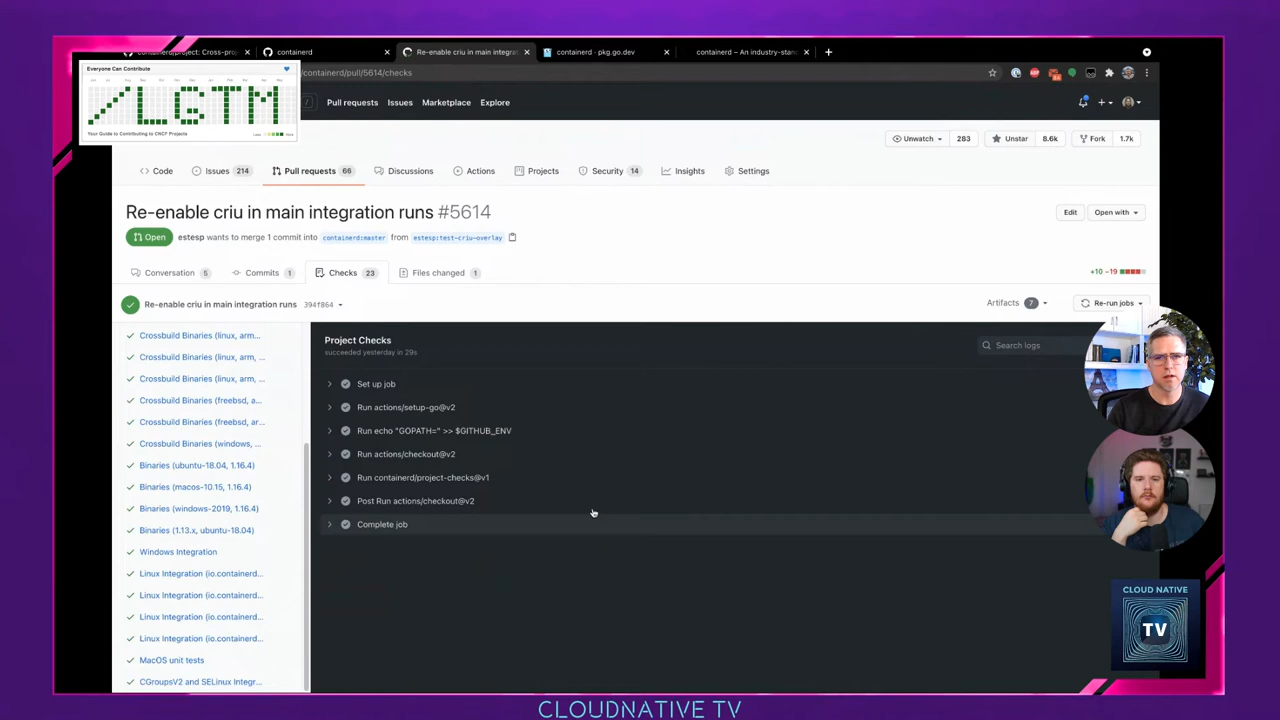 containerd/project: Cross-proj
containerd
Re-enable criu in main integrat
containerd · pkg.go.dev
containerd – An industry-stan
/containerd/pull/5614/checks
Everyone Can Contribute
/LGTM
Your Guide to Contributing to CNCF Projects
Pull requests
Issues
Marketplace
Explore
Unwatch
283
Unstar
8.6k
Fork
1.7k
Code
Issues 214
Pull requests 66
Discussions
Actions
Projects
Security 14
Insights
Settings
Re-enable criu in main integration runs #5614
Edit
Open with
Open
estesp wants to merge 1 commit into containerd:master from estesp:test-criu-overlay
Conversation 5
Commits 1
Checks 23
Files changed 1
+10 −19
Re-enable criu in main integration runs 394f864
Artifacts 7
Re-run jobs
Crossbuild Binaries (linux, arm...
Crossbuild Binaries (linux, arm, ...
Crossbuild Binaries (linux, arm, ...
Crossbuild Binaries (freebsd, a...
Crossbuild Binaries (freebsd, ar...
Crossbuild Binaries (windows, ...
Binaries (ubuntu-18.04, 1.16.4)
Binaries (macos-10.15, 1.16.4)
Binaries (windows-2019, 1.16.4)
Binaries (1.13.x, ubuntu-18.04)
Windows Integration
Linux Integration (io.containerd...
Linux Integration (io.containerd...
Linux Integration (io.containerd...
Linux Integration (io.containerd...
MacOS unit tests
CGroupsV2 and SELinux Integr...
Project Checks
succeeded yesterday in 29s
Search logs
Set up job
Run actions/setup-go@v2
Run echo "GOPATH=" >> $GITHUB_ENV
Run actions/checkout@v2
Run containerd/project-checks@v1
Post Run actions/checkout@v2
Complete job
CLOUD NATIVE
TV
CLOUDNATIVE TV